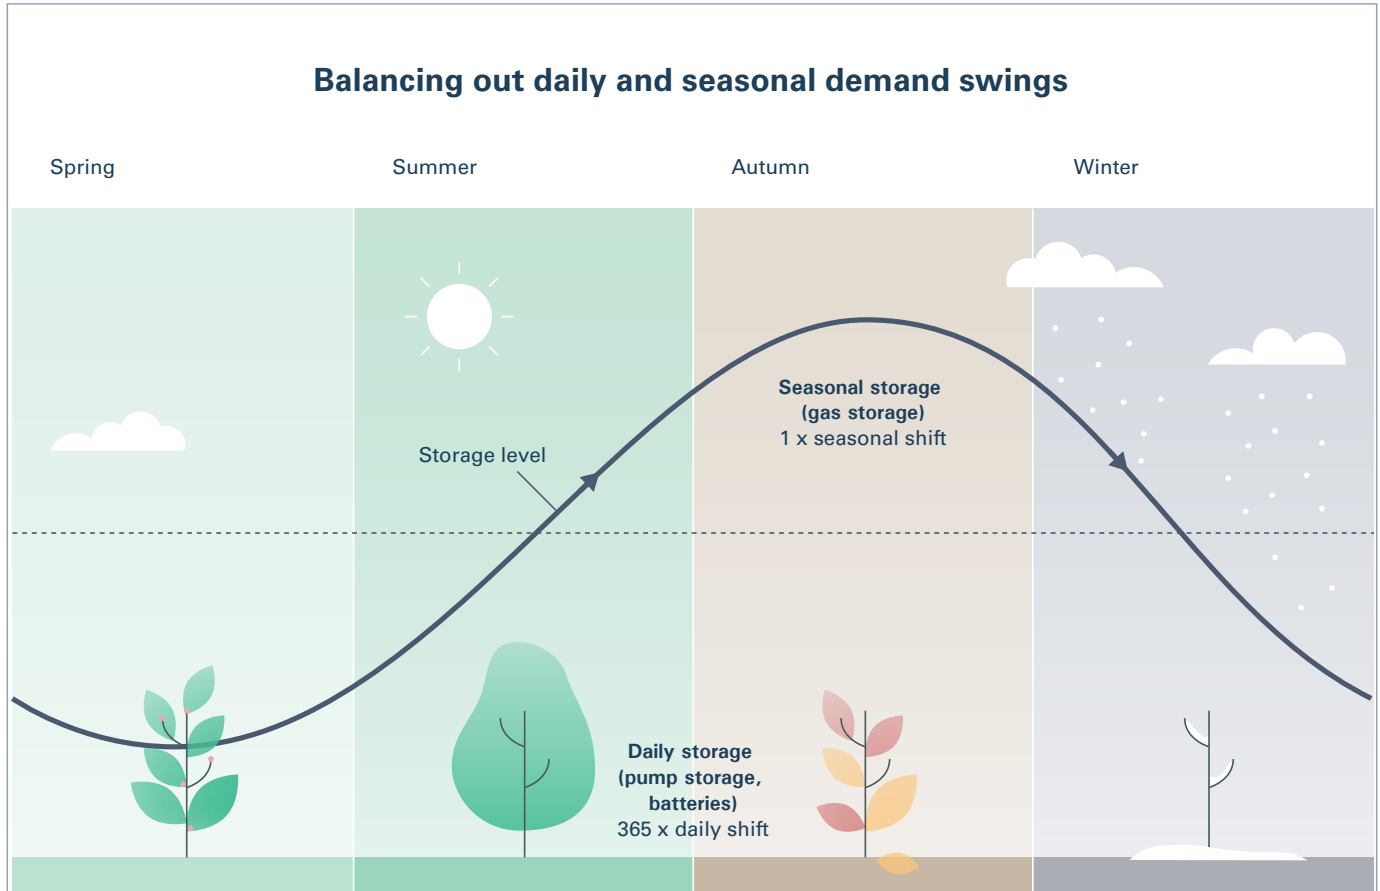 Balancing out daily and seasonal demand swings
Spring
Summer
Autumn
Winter
Seasonal storage
(gas storage)
1 x seasonal shift
Storage level
Daily storage
(pump storage,
batteries)
365 x daily shift